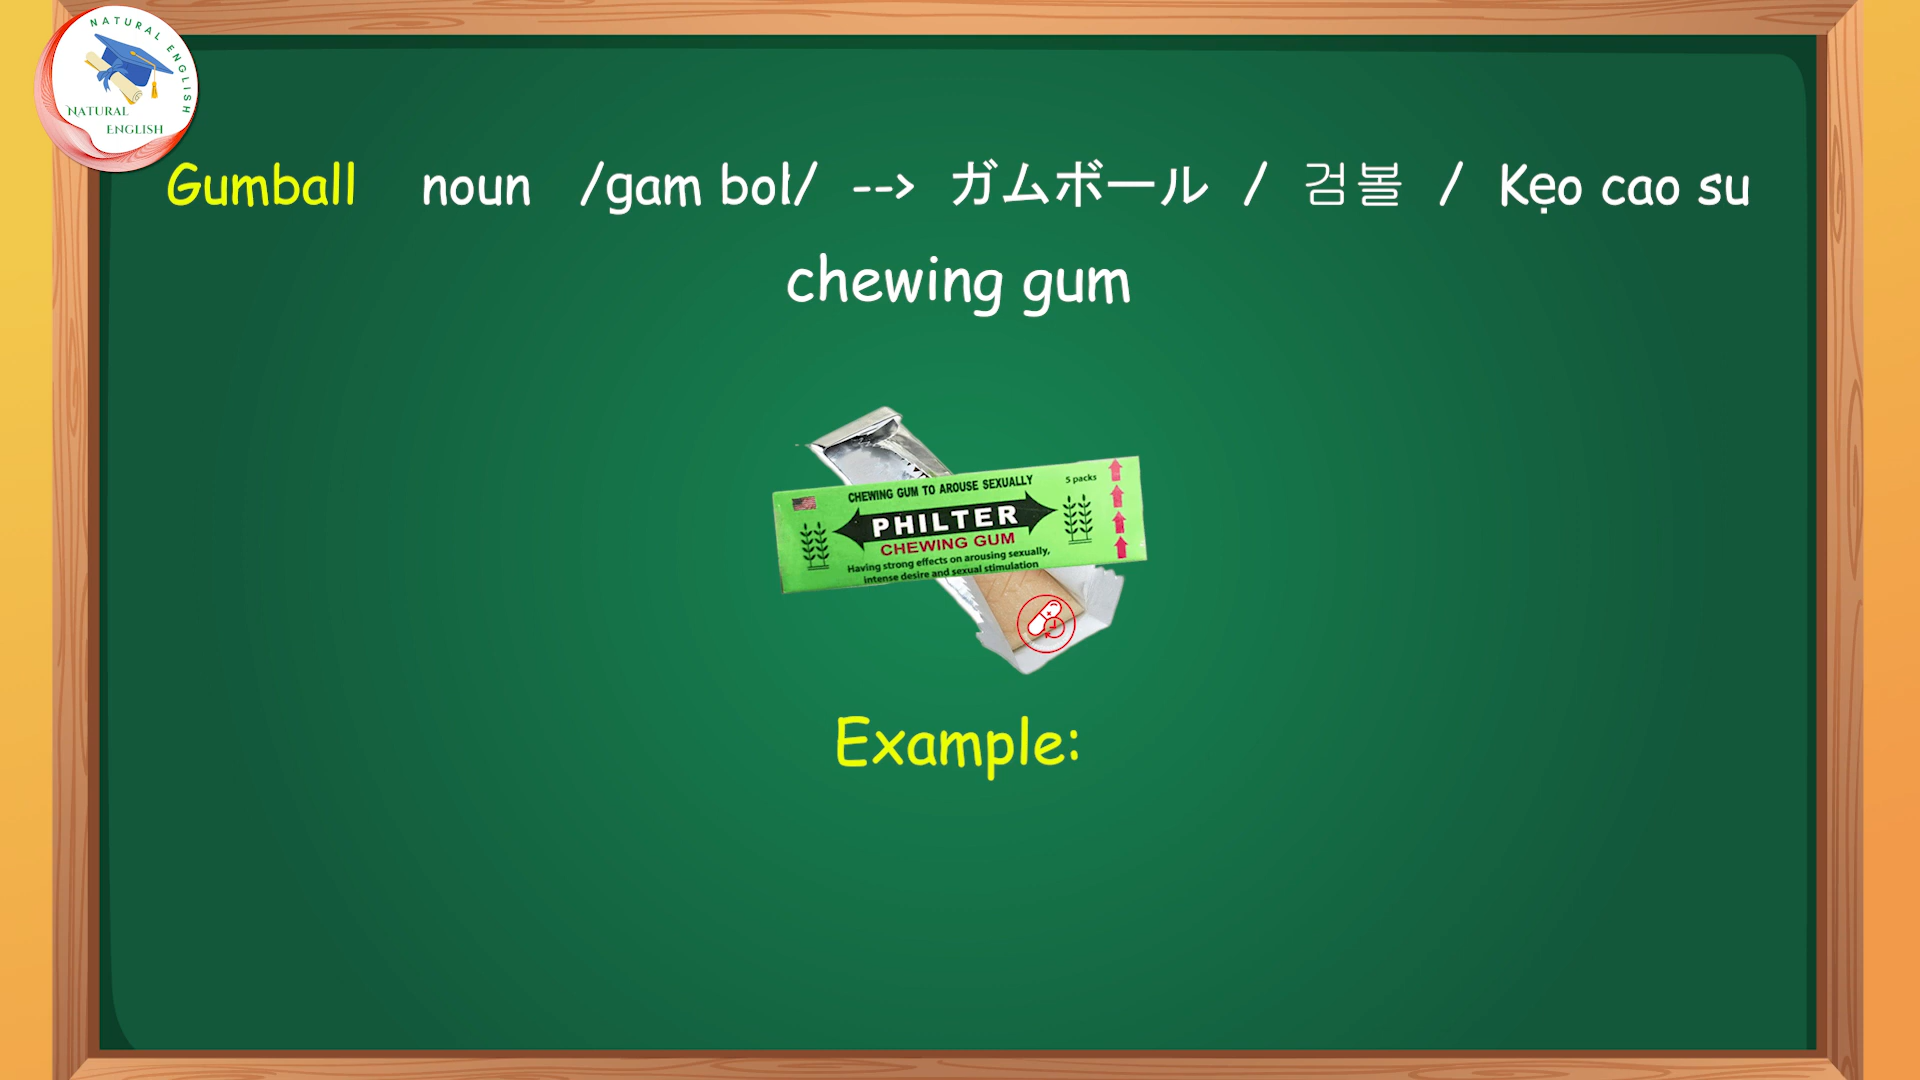 NATURAL ENGLISH
NATURAL
ENGLISH
Gumball noun /gam bol/ --> ガムボール / 검볼 / Kẹo cao su
chewing gum
CHEWING GUM TO AROUSE SEXUALLY
5 packs
PHILTER
CHEWING GUM
Having strong effects on arousing sexually,
intense desire and sexual stimulation
Example: